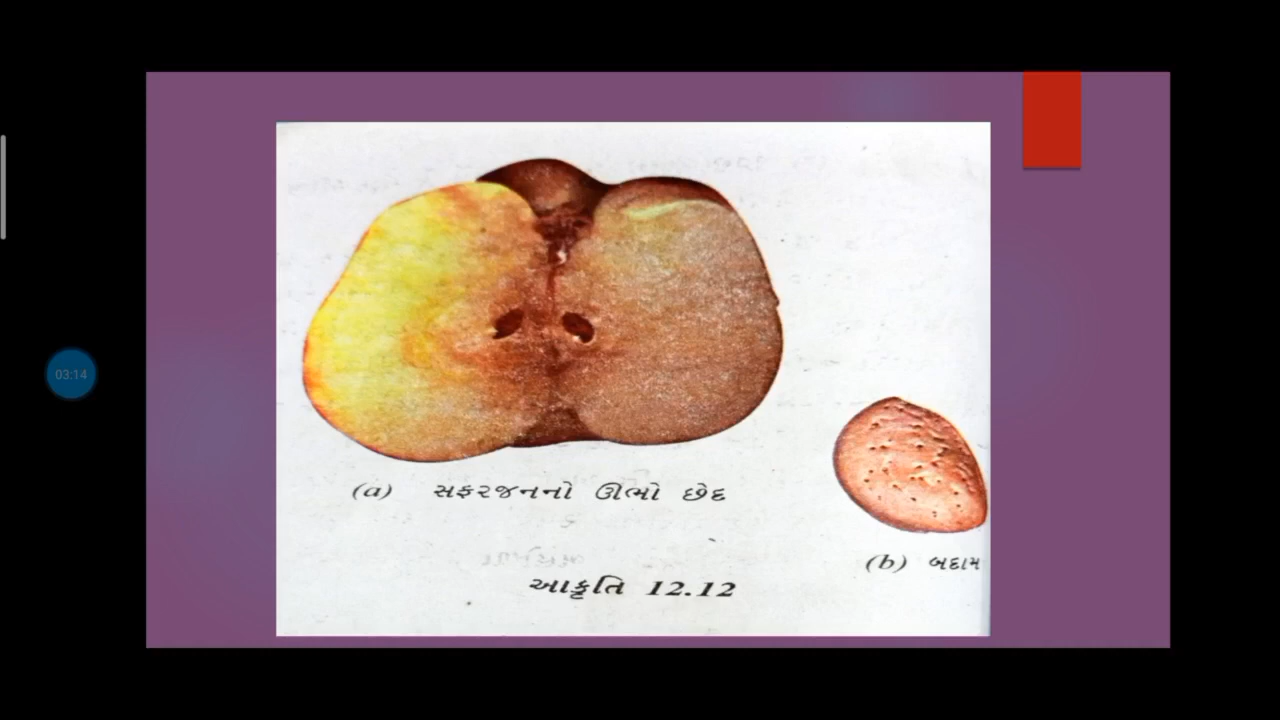 03:14
(a) સફરજનનો ઊભો છેદ
(b) બદામ
આકૃતિ 12.12